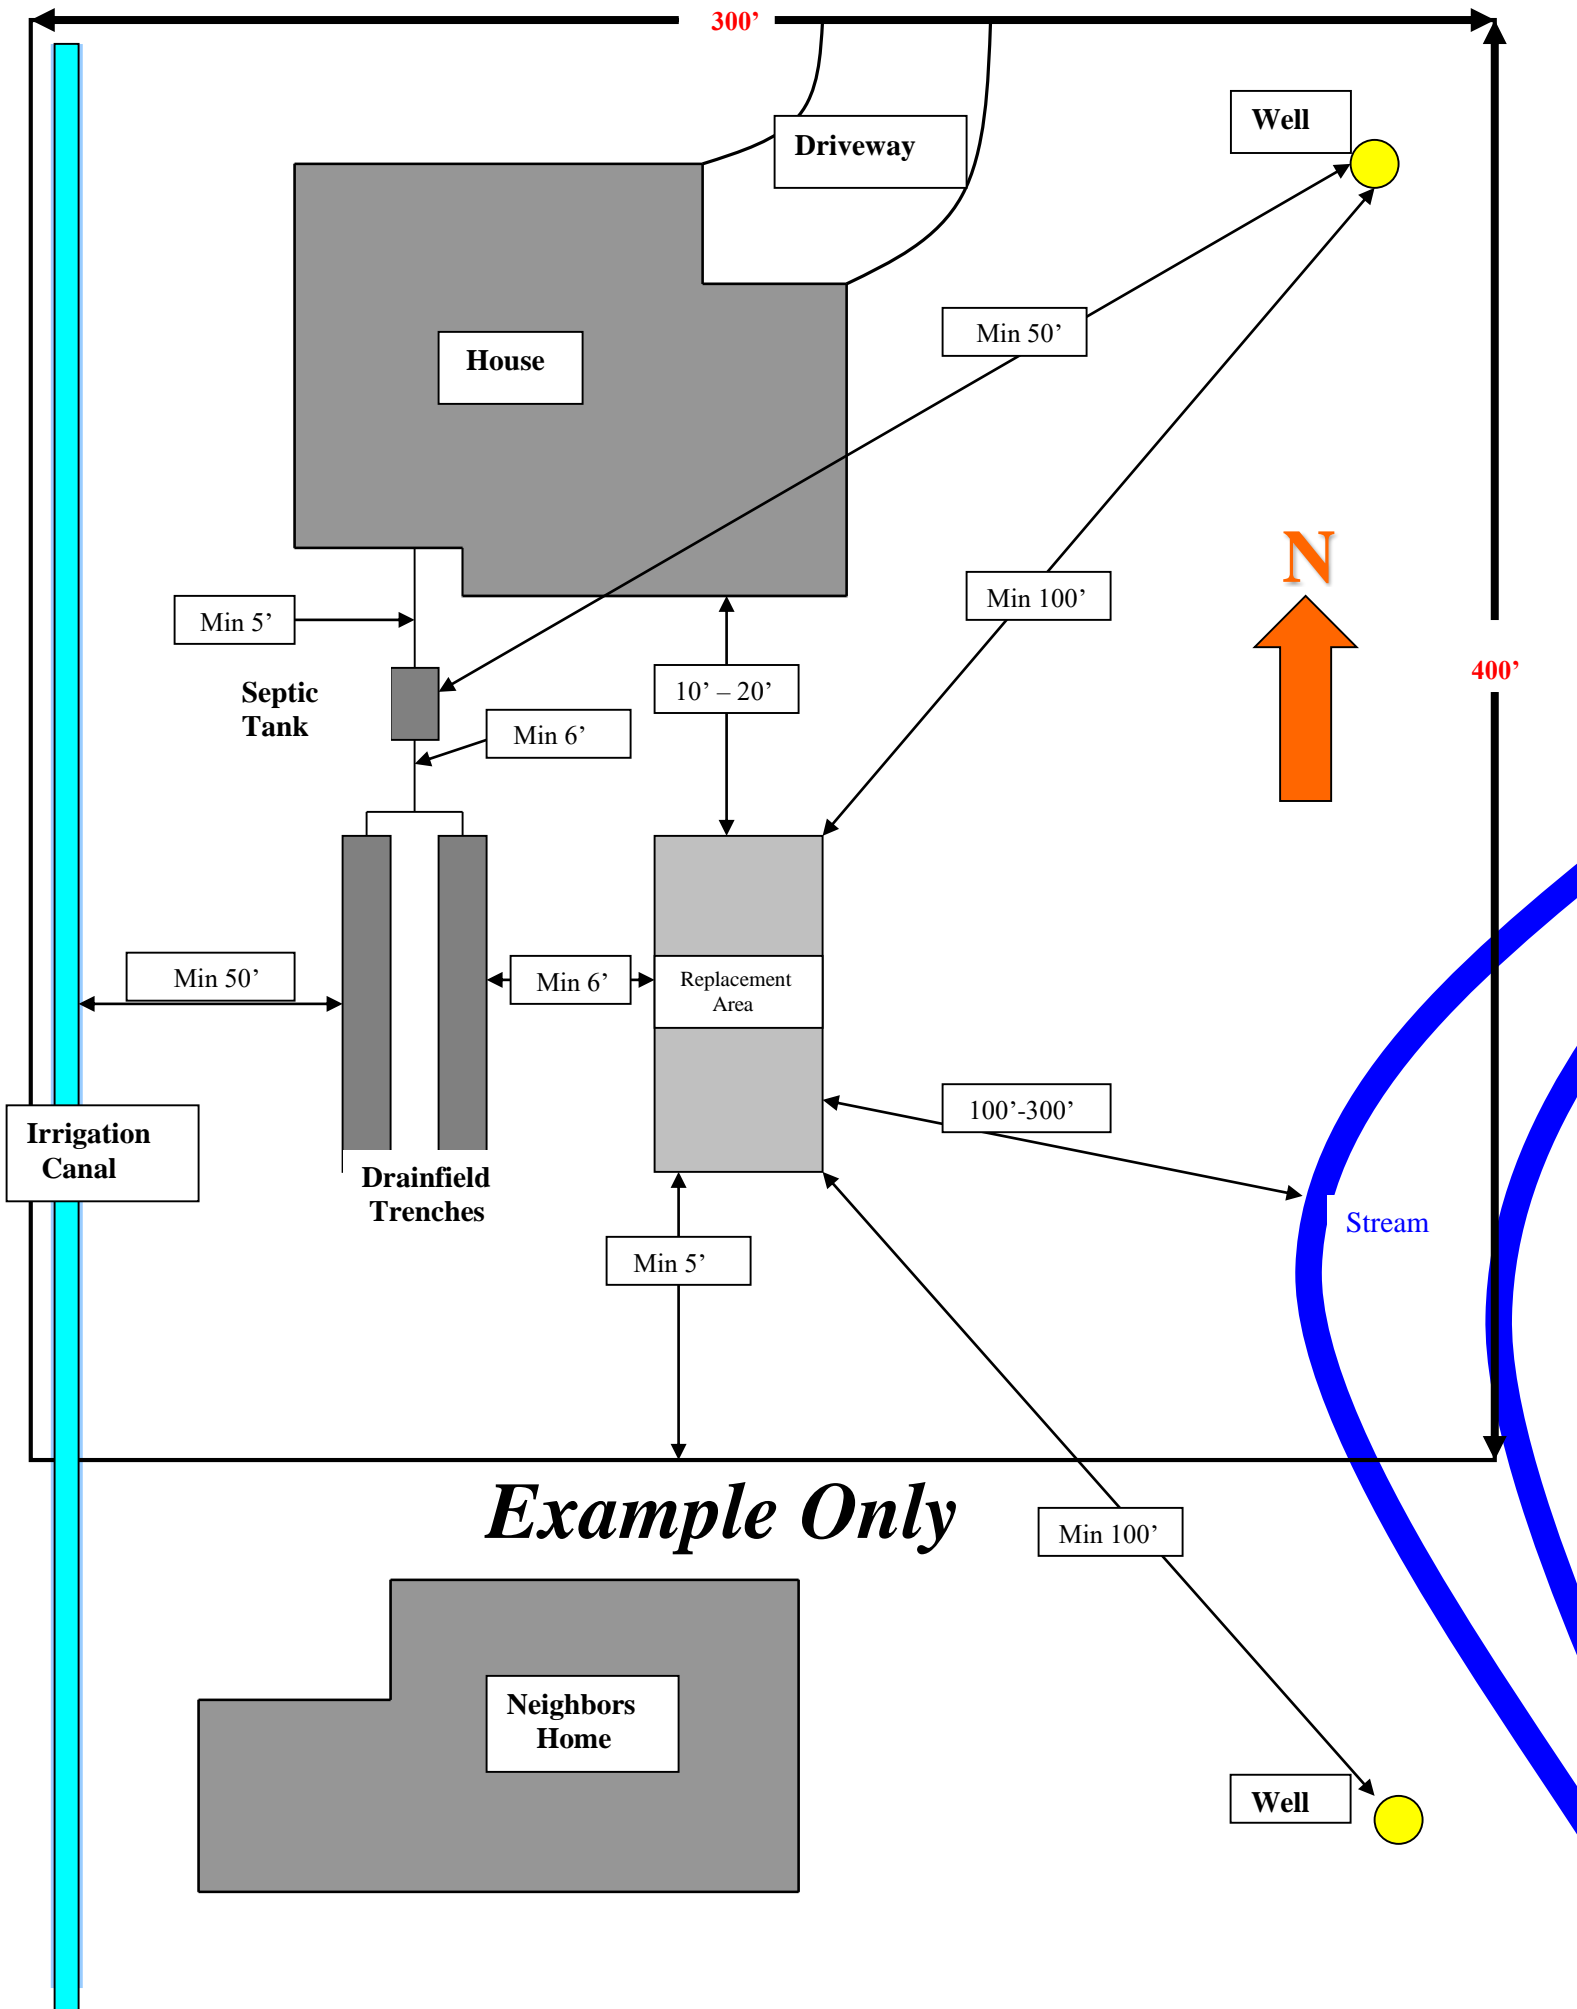 300’
Well
Driveway
Min 50’
House
N
Min 100’
Min 5’
400’
Septic
Tank
10’ – 20’
Min 6’
Min 50’
Min 6’
Replacement
Area
100’-300’
Irrigation
Canal
Drainfield
Trenches
Stream
Min 5’
Example Only
Min 100’
Neighbors
Home
Well